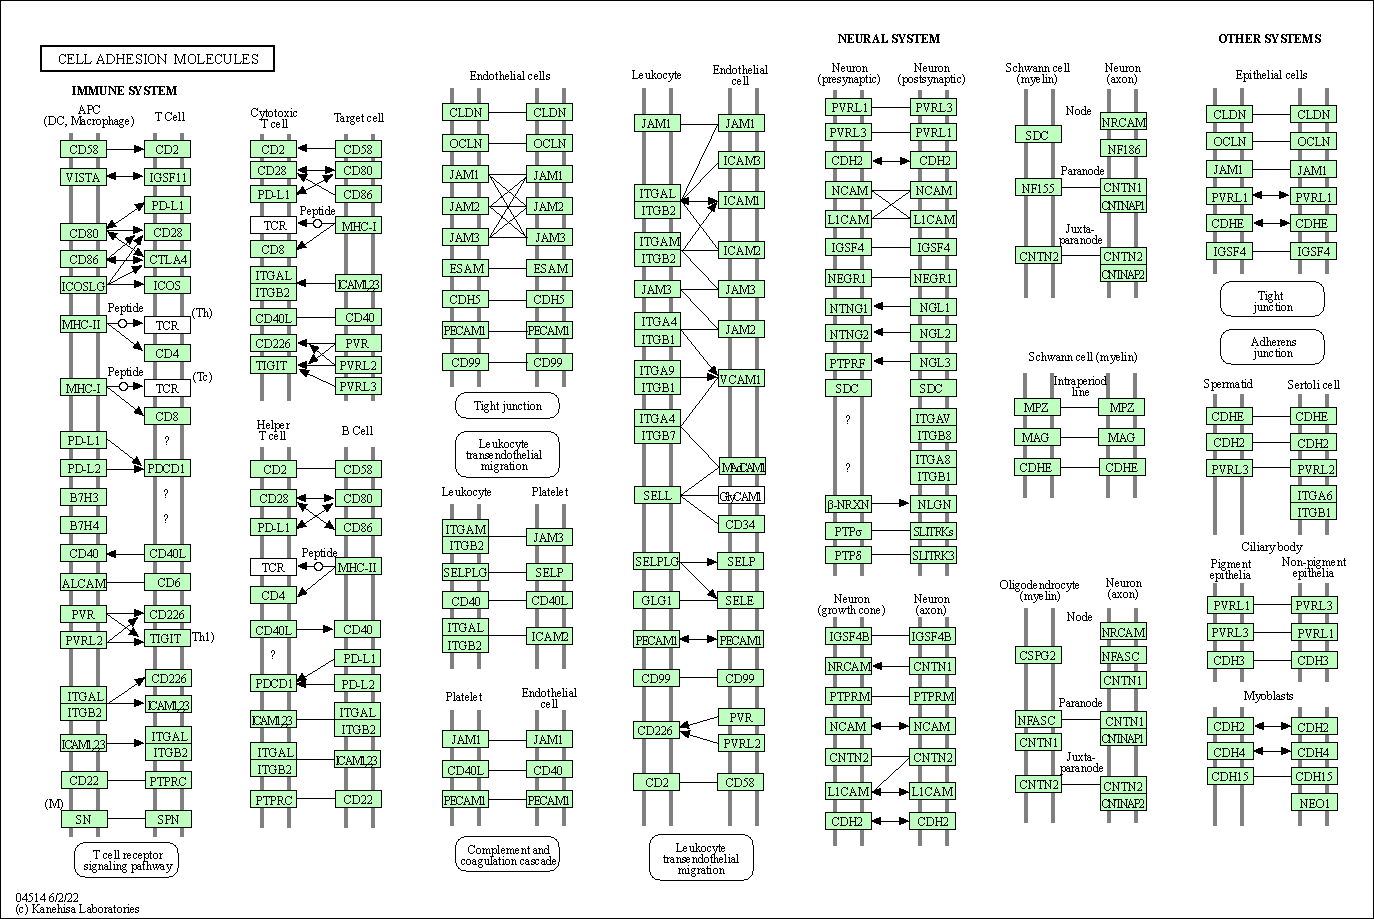 CELL ADHESION MOLECULES
IMMUNE SYSTEM
APC
(DC, Macrophage)
T Cell
CD58
CD2
VISTA
IGSF11
PD-L1
CD80
CD28
CD86
CTLA4
ICOSLG
ICOS
Peptide
(Th)
MHC-II
TCR
CD4
Peptide
(Tc)
MHC-I
TCR
CD8
PD-L1
?
PD-L2
PDCD1
B7H3
?
B7H4
?
CD40
CD40L
ALCAM
CD6
PVR
CD226
PVRL2
TIGIT
Th1)
CD226
ITGAL
ITGB2
ICAM1,2,3
ICAM1,2,3
ITGAL
ITGB2
CD22
PTPRC
(M)
SN
SPN
T cell receptor
signaling pathway
04514 6/2/22
(c) Kanehisa Laboratories
Cytotoxic
T cell
Target cell
CD2
CD58
CD28
CD80
PD-L1
CD86
Peptide
TCR
MHC-I
CD8
ITGAL
ITGB2
ICAM1,2,3
CD40L
CD40
CD226
PVR
TIGIT
PVRL2
PVRL3
Helper
T cell
B Cell
CD2
CD58
CD28
CD80
PD-L1
CD86
Peptide
TCR
MHC-II
CD4
CD40L
CD40
?
PD-L1
PDCD1
PD-L2
ICAM1,2,3
ITGAL
ITGB2
ITGAL
ITGB2
ICAM1,2,3
PTPRC
CD22
Endothelial cells
CLDN
CLDN
OCLN
OCLN
JAM1
JAM1
JAM2
JAM2
JAM3
JAM3
ESAM
ESAM
CDH5
CDH5
PECAM1
PECAM1
CD99
CD99
Tight junction
Leukocyte
transendothelial
migration
Leukocyte
Platelet
ITGAM
ITGB2
JAM3
SELPLG
SELP
CD40
CD40L
ITGAL
ITGB2
ICAM2
Platelet
Endothelial
cell
JAM1
JAM1
CD40L
CD40
PECAM1
PECAM1
Complement and
coagulation cascade
Leukocyte
Endothelial
cell
JAM1
JAM1
ICAM3
ITGAL
ITGB2
ICAM1
ITGAM
ITGB2
ICAM2
JAM3
JAM3
ITGA4
ITGB1
JAM2
ITGA9
ITGB1
VCAM1
ITGA4
ITGB7
MAdCAM1
SELL
GlyCAM1
CD34
SELPLG
SELP
GLG1
SELE
PECAM1
PECAM1
CD99
CD99
PVR
CD226
PVRL2
CD2
CD58
Leukocyte
transendothelial
migration
NEURAL SYSTEM
Neuron
(presynaptic)
Neuron
(postsynaptic)
PVRL1
PVRL3
PVRL3
PVRL1
CDH2
CDH2
NCAM
NCAM
L1CAM
L1CAM
IGSF4
IGSF4
NEGR1
NEGR1
NTNG1
NGL1
NTNG2
NGL2
PTPRF
NGL3
SDC
SDC
?
ITGAV
ITGB8
?
ITGA8
ITGB1
β-NRXN
NLGN
PTPσ
SLITRKs
PTPδ
SLITRK3
Neuron
(growth cone)
Neuron
(axon)
IGSF4B
IGSF4B
NRCAM
CNTN1
PTPRM
PTPRM
NCAM
NCAM
CNTN2
CNTN2
L1CAM
L1CAM
CDH2
CDH2
Schwann cell
(myelin)
Neuron
(axon)
Node
NRCAM
SDC
NF186
Paranode
NF155
CNTN1
CNTNAP1
Juxta-
paranode
CNTN2
CNTN2
CNTNAP2
Schwann cell (myelin)
Intraperiod
line
MPZ
MPZ
MAG
MAG
CDHE
CDHE
Oligodendrocyte
(myelin)
Neuron
(axon)
Node
NRCAM
CSPG2
NFASC
CNTN1
Paranode
NFASC
CNTN1
CNTNAP1
CNTN1
Juxta-
paranode
CNTN2
CNTN2
CNTNAP2
OTHER SYSTEMS
Epithelial cells
CLDN
CLDN
OCLN
OCLN
JAM1
JAM1
PVRL1
PVRL1
CDHE
CDHE
IGSF4
IGSF4
Tight
junction
Adherens
junction
Spermatid
Sertoli cell
CDHE
CDHE
CDH2
CDH2
PVRL3
PVRL2
ITGA6
ITGB1
Ciliary body
Pigment
epithelia
Non-pigment
epithelia
PVRL1
PVRL3
PVRL3
PVRL1
CDH3
CDH3
Myoblasts
CDH2
CDH2
CDH4
CDH4
CDH15
CDH15
NEO1